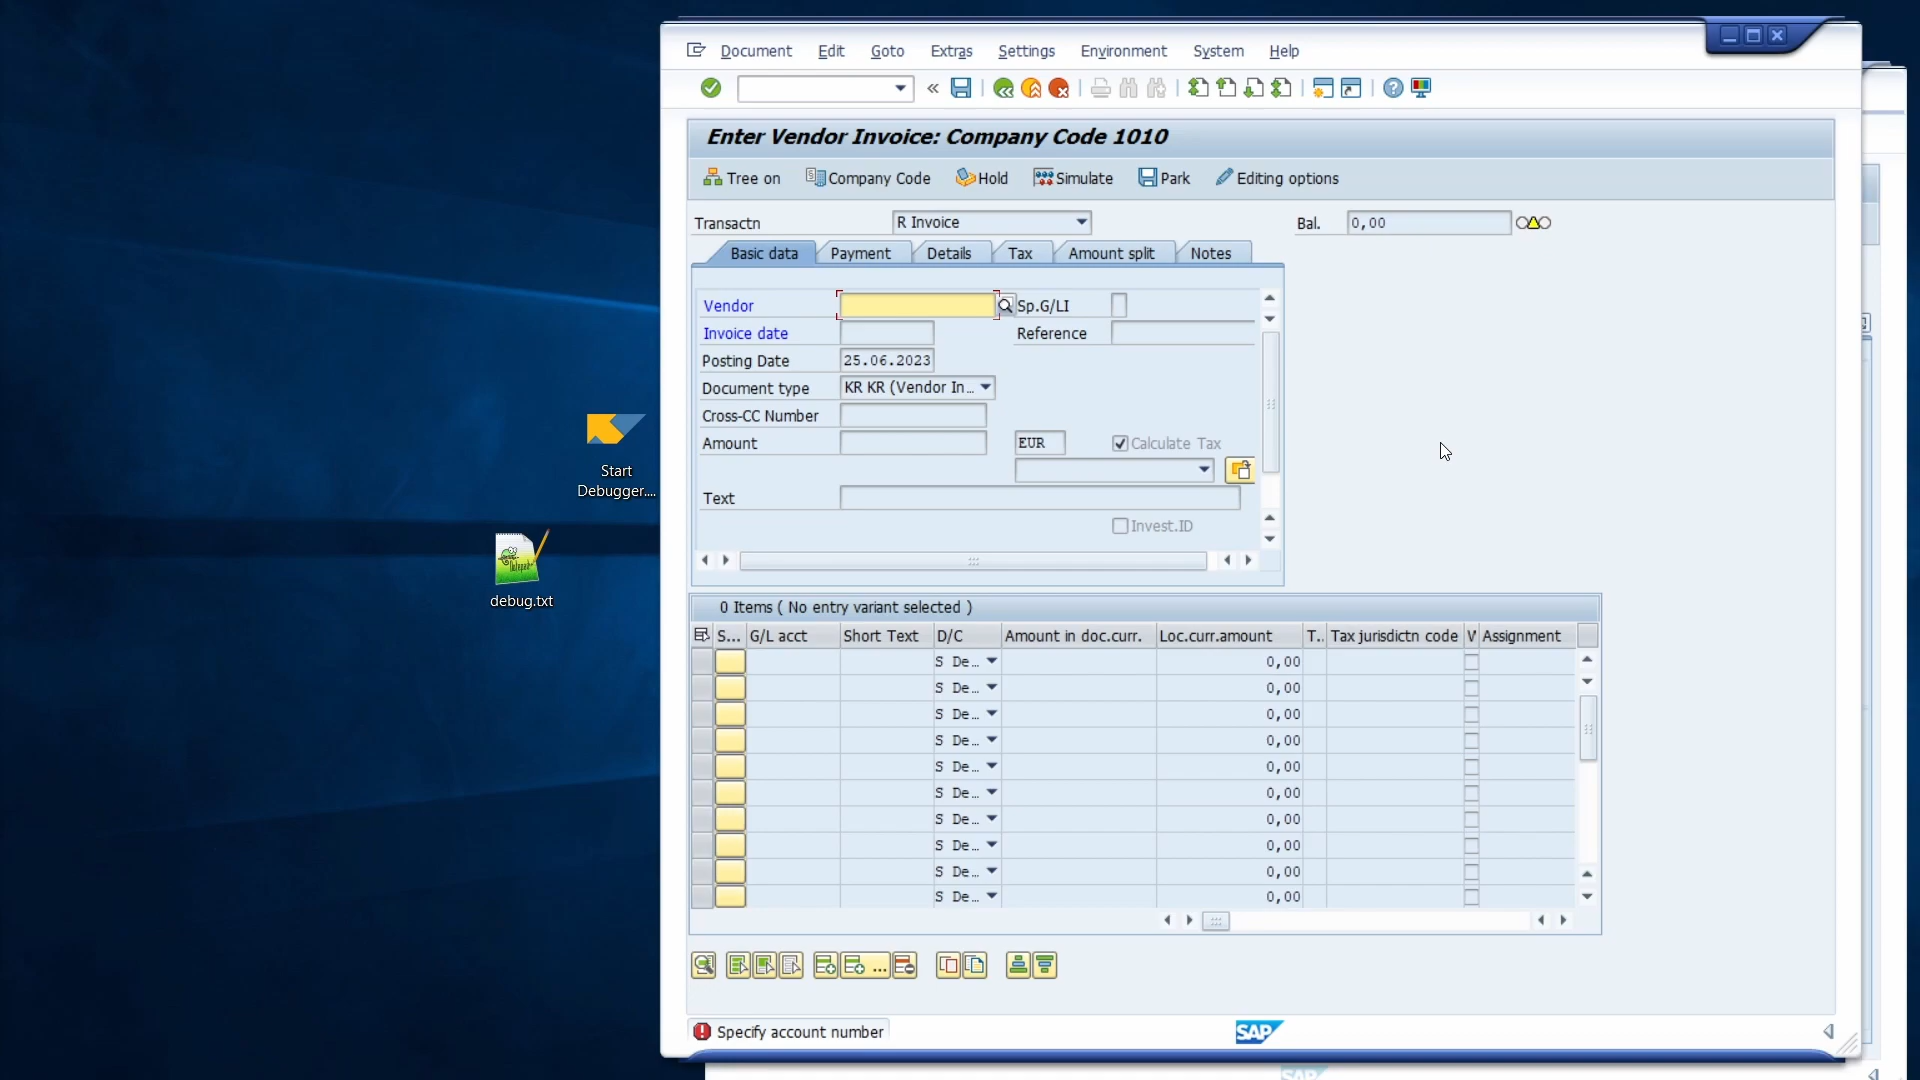 Document Edit Goto Extras Settings Environment System Help
Enter Vendor Invoice: Company Code 1010
Tree on Company Code Hold Simulate Park Editing options
Transactn R Invoice Bal. 0,00
Basic data Payment Details Tax Amount split Notes
Vendor Sp.G/LI
Invoice date Reference
Posting Date 25.06.2023
Document type KR KR (Vendor In...
Cross-CC Number
Amount EUR Calculate Tax
Text
Invest.ID
Start
Debugger....
debug.txt
0 Items ( No entry variant selected )
S... G/L acct Short Text D/C Amount in doc.curr. Loc.curr.amount T.. Tax jurisdictn code V Assignment
S De... 0,00
S De... 0,00
S De... 0,00
S De... 0,00
S De... 0,00
S De... 0,00
S De... 0,00
S De... 0,00
S De... 0,00
S De... 0,00
Specify account number SAP